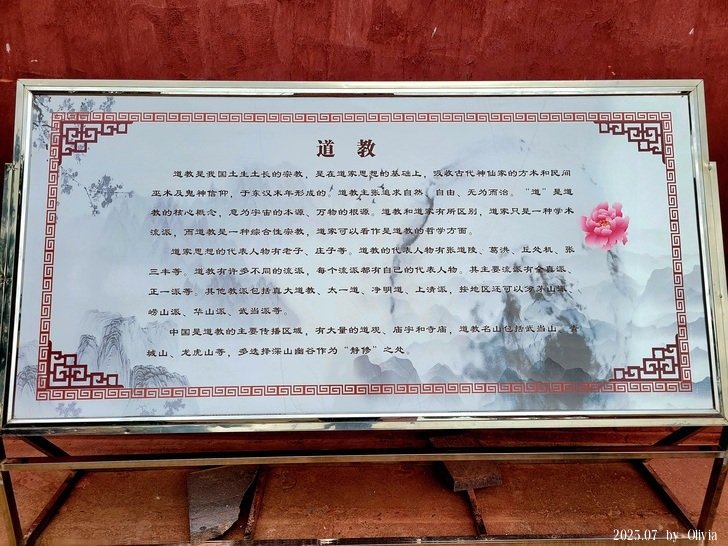 道 教
道教是我国土生土长的宗教，是在道家思想的基础上，吸收古代神仙家的方术和民间
巫术及鬼神信仰，于东汉末年形成的。道教主张追求自然、自由、无为而治。“道”是道
教的核心概念，意为宇宙的本源、万物的根源。道教和道家有所区别，道家只是一种学术
流派，而道教是一种综合性宗教，道家可以看作是道教的哲学方面。
道家思想的代表人物有老子、庄子等。道教的代表人物有张道陵、葛洪、丘处机、张
三丰等。道教有许多不同的流派，每个流派都有自己的代表人物。其主要流派有全真派、
正一派等。其他教派包括真大道教、太一道、净明道、上清派，按地区还可以分茅山派、
崂山派、华山派、武当派等。
中国是道教的主要传播区域，有大量的道观、庙宇和寺庙，道教名山包括武当山、青
城山、龙虎山等，多选择深山幽谷作为“静修”之处。
2025.07 by Olivia